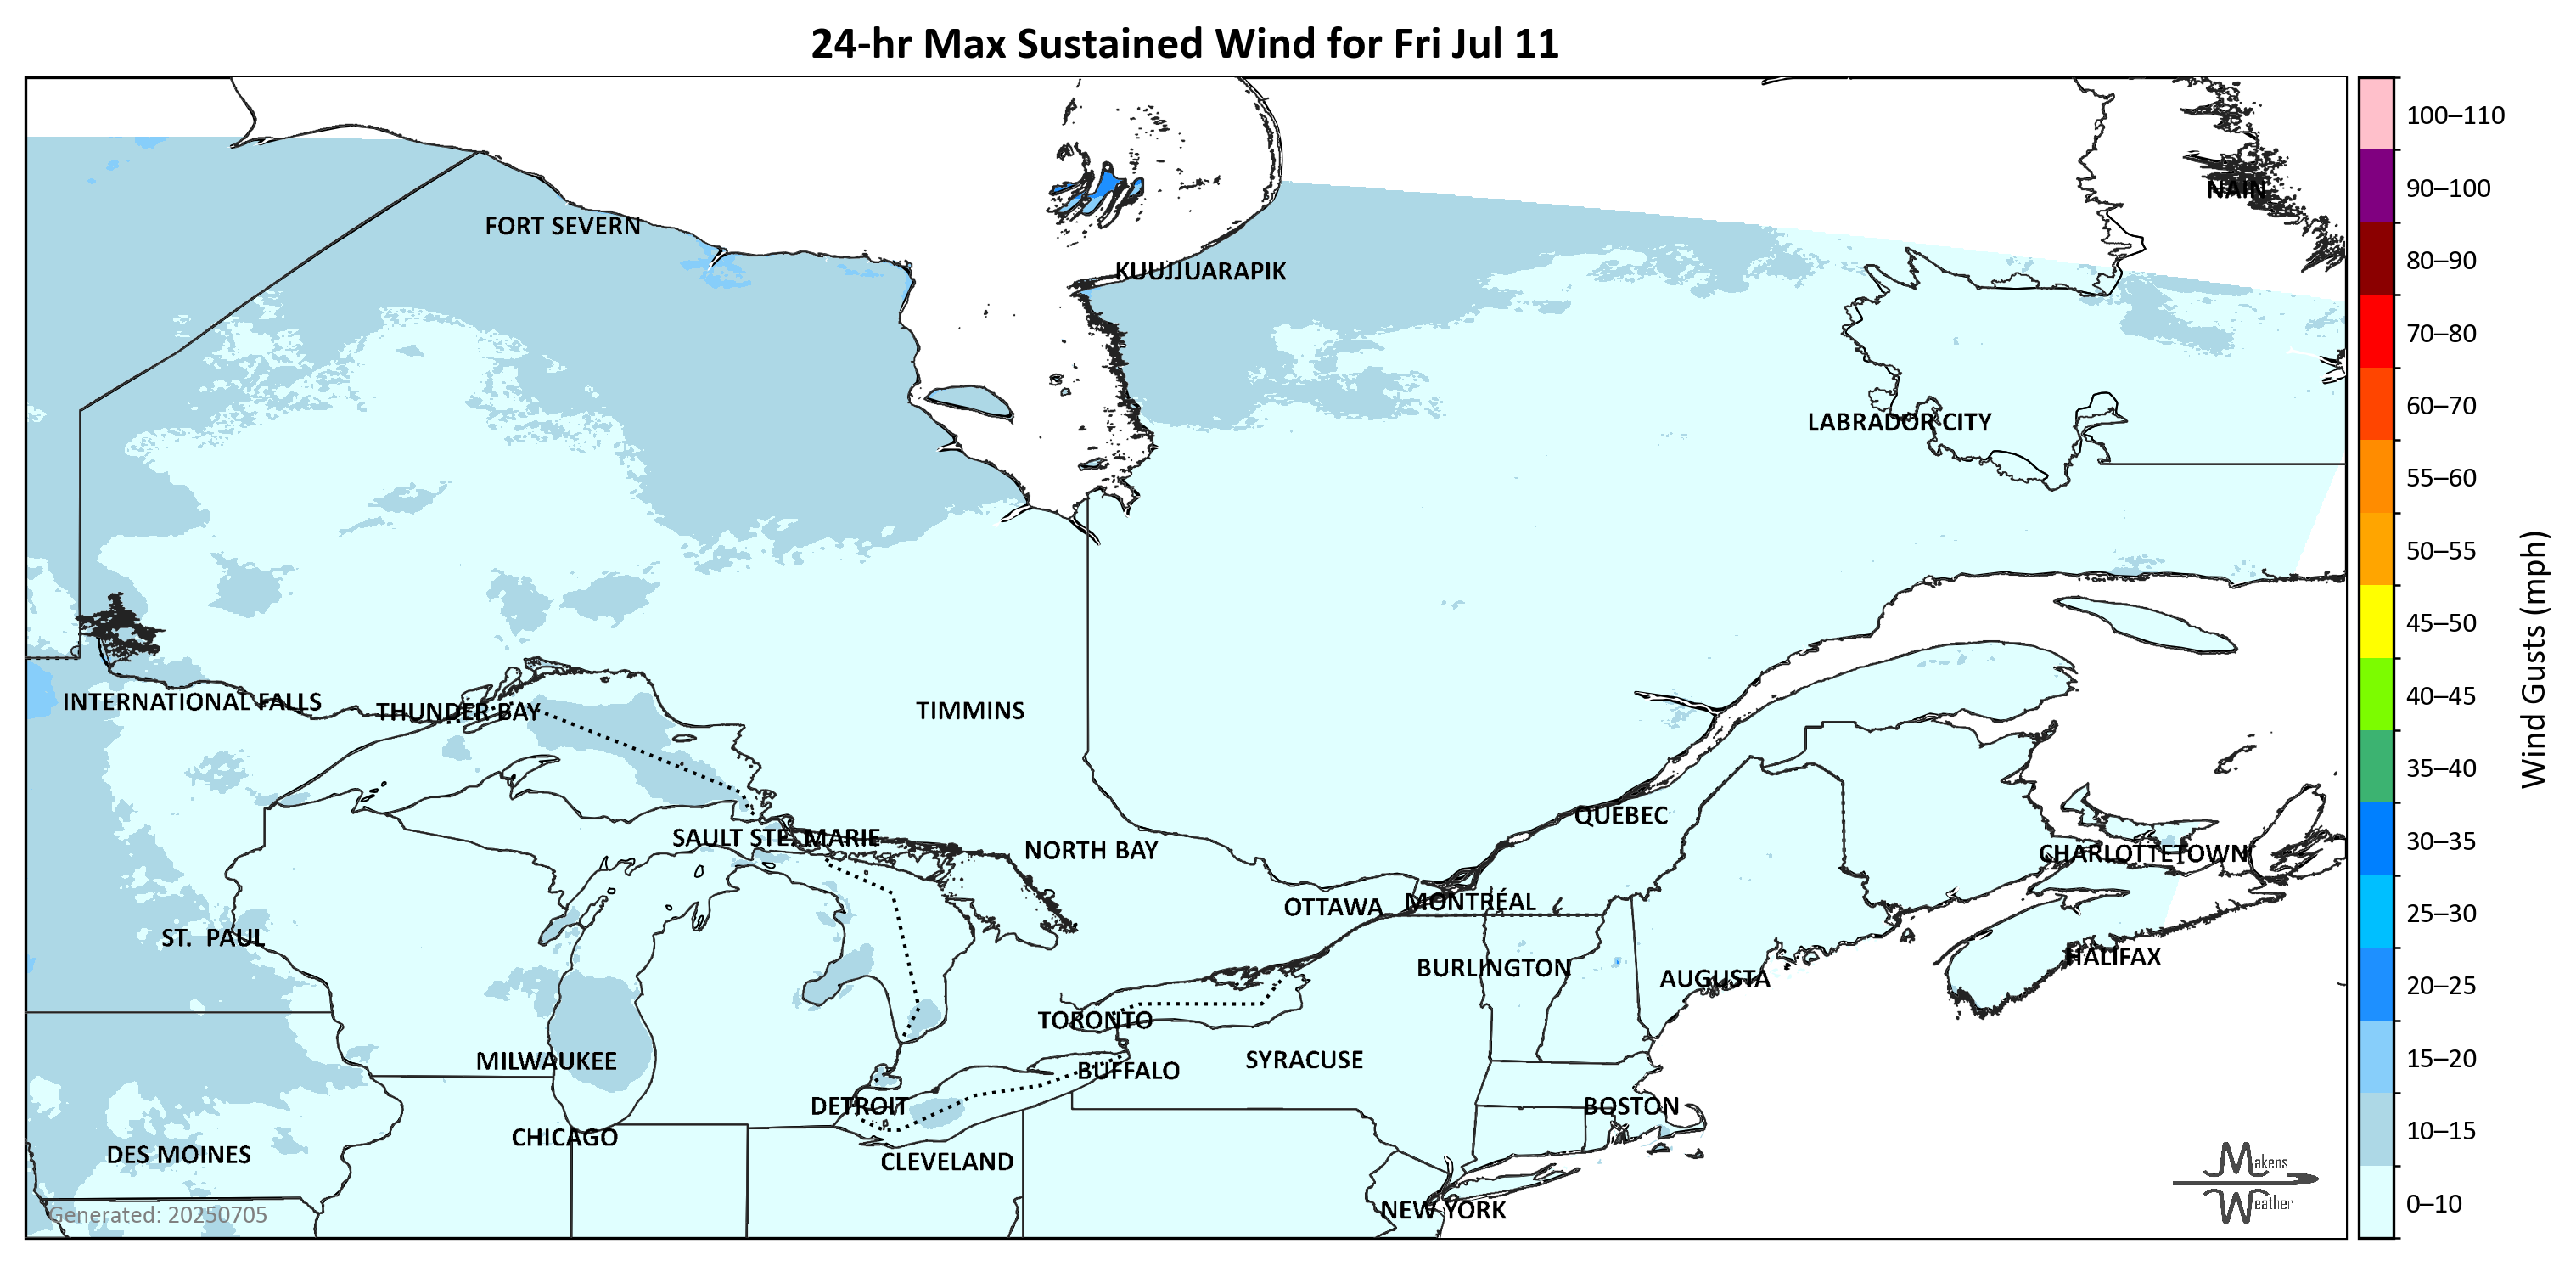 24-hr Max Sustained Wind for Fri Jul 11
100–110
90–100
80–90
70–80
60–70
55–60
50–55
45–50
40–45
35–40
30–35
25–30
20–25
15–20
10–15
0–10
Wind Gusts (mph)
NAIN
FORT SEVERN
KUUJJUARAPIK
LABRADOR CITY
INTERNATIONAL FALLS
THUNDER BAY
TIMMINS
QUEBEC
SAULT STE. MARIE
NORTH BAY
CHARLOTTETOWN
OTTAWA
MONTRÉAL
ST.  PAUL
HALIFAX
BURLINGTON
AUGUSTA
TORONTO
MILWAUKEE
SYRACUSE
BUFFALO
DETROIT
BOSTON
CHICAGO
DES MOINES
CLEVELAND
NEW YORK
Generated: 20250705
Makens
Weather